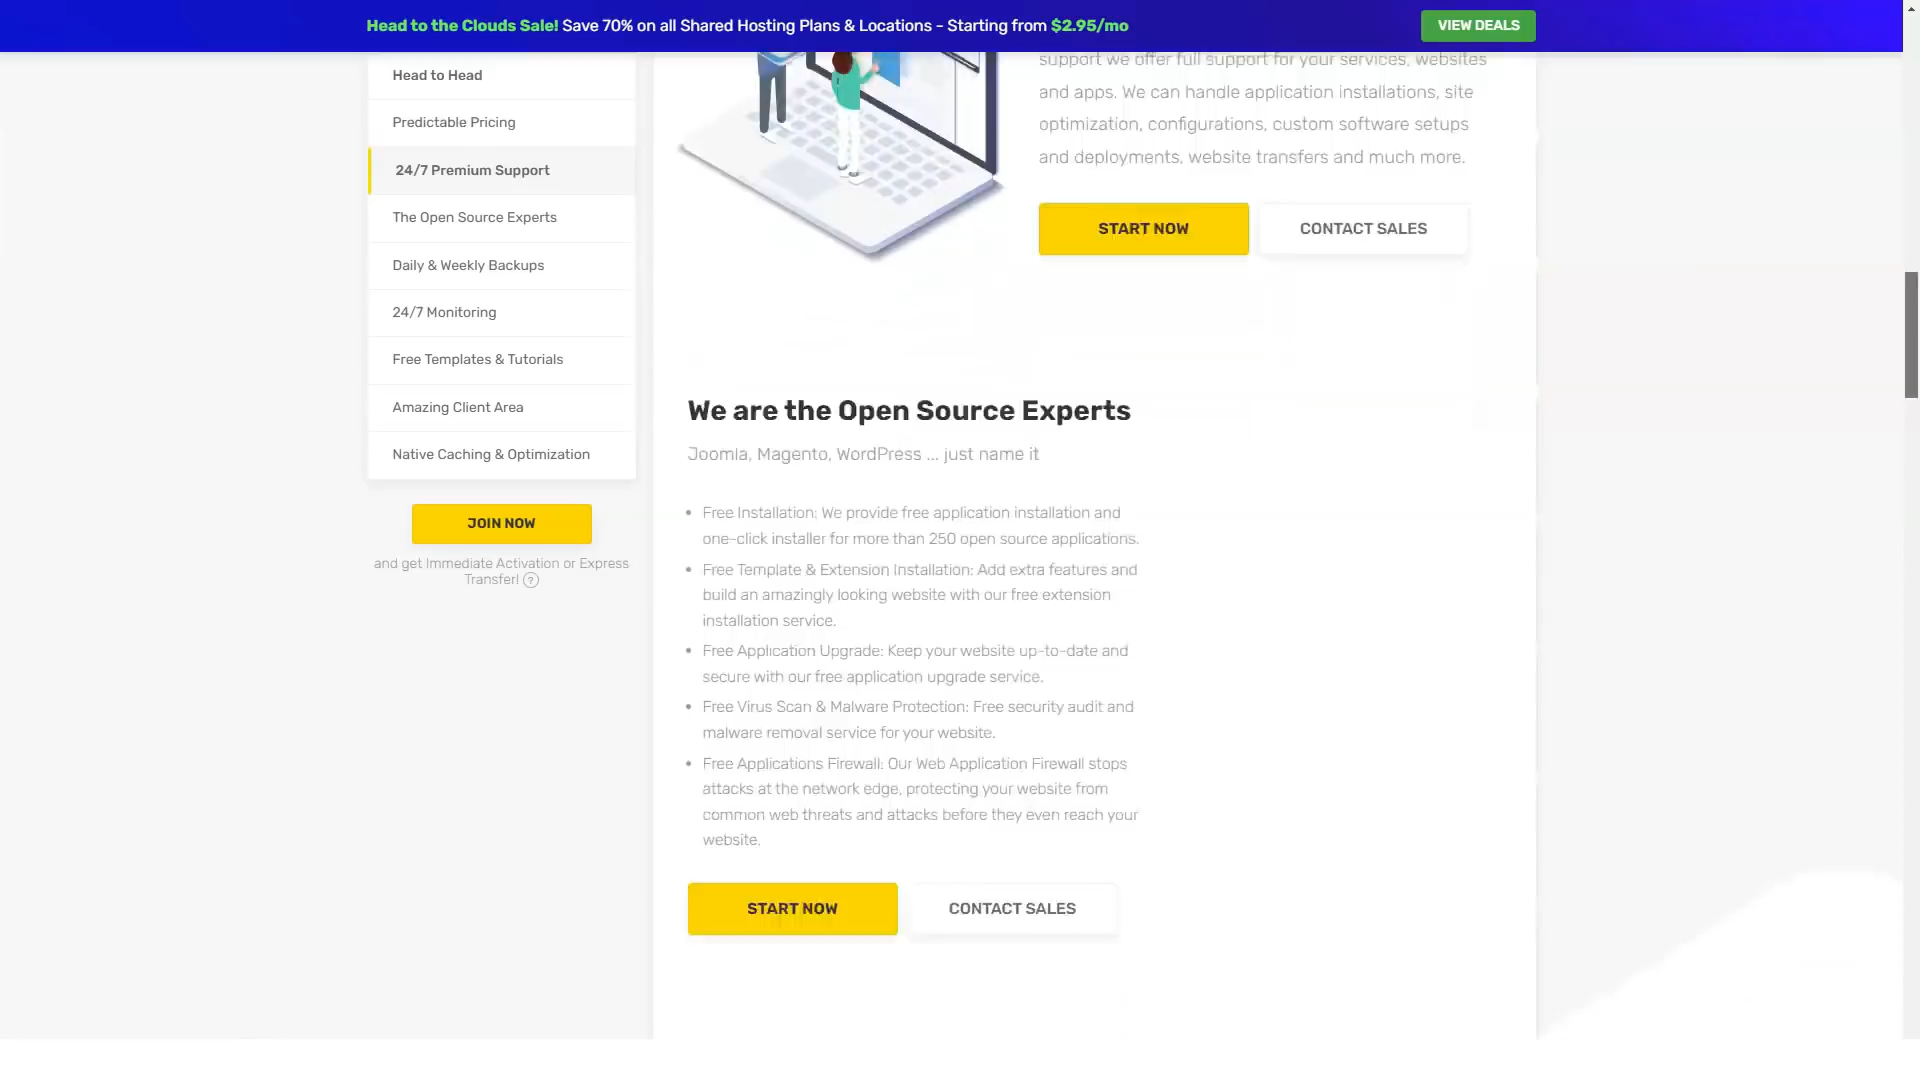 Head to the Clouds Sale! Save 70% on all Shared Hosting Plans & Locations - Starting from $2.95/mo
VIEW DEALS
Head to Head
Predictable Pricing
24/7 Premium Support
The Open Source Experts
Daily & Weekly Backups
24/7 Monitoring
Free Templates & Tutorials
Amazing Client Area
Native Caching & Optimization
JOIN NOW
and get Immediate Activation or Express
Transfer! ?
support we offer full support for your services, websites
and apps. We can handle application installations, site
optimization, configurations, custom software setups
and deployments, website transfers and much more.
START NOW
CONTACT SALES
We are the Open Source Experts
Joomla, Magento, WordPress ... just name it
• Free Installation: We provide free application installation and
one-click installer for more than 250 open source applications.
• Free Template & Extension Installation: Add extra features and
build an amazingly looking website with our free extension
installation service.
• Free Application Upgrade: Keep your website up-to-date and
secure with our free application upgrade service.
• Free Virus Scan & Malware Protection: Free security audit and
malware removal service for your website.
• Free Applications Firewall: Our Web Application Firewall stops
attacks at the network edge, protecting your website from
common web threats and attacks before they even reach your
website.
START NOW
CONTACT SALES